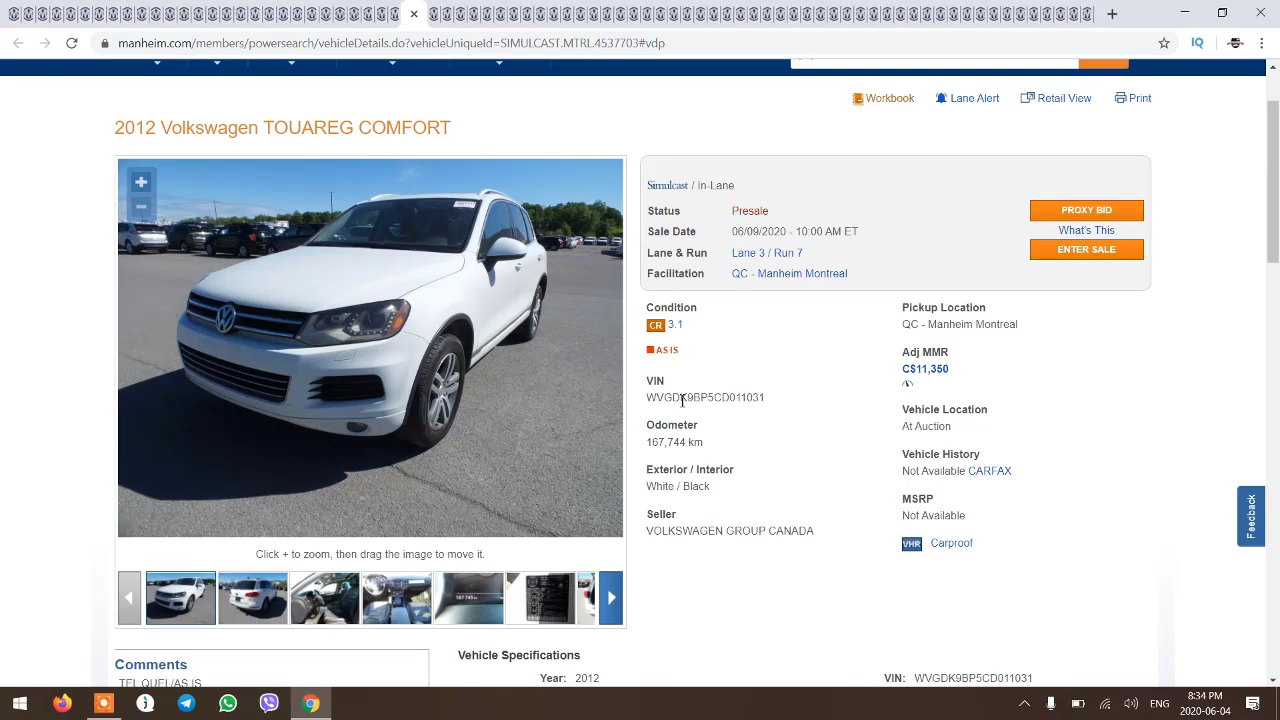 manheim.com/members/powersearch/vehicleDetails.do?vehicleUniqueId=SIMULCAST.MTRL.4537703#vdp
Workbook
Lane Alert
Retail View
Print
2012 Volkswagen TOUAREG COMFORT
Simulcast / In-Lane
Status Presale
PROXY BID
Sale Date 06/09/2020 - 10:00 AM ET
What's This
Lane & Run Lane 3 / Run 7
ENTER SALE
Facilitation QC - Manheim Montreal
Condition
CR 3.1
AS IS
VIN
WVGDK9BP5CD011031
Odometer
167,744 km
Exterior / Interior
White / Black
Seller
VOLKSWAGEN GROUP CANADA
Pickup Location
QC - Manheim Montreal
Adj MMR
C$11,350
Vehicle Location
At Auction
Vehicle History
Not Available CARFAX
MSRP
Not Available
VHR Carproof
Feedback
Click + to zoom, then drag the image to move it.
Comments
TEL QUEL/AS IS
Vehicle Specifications
Year: 2012
VIN: WVGDK9BP5CD011031
ENG
8:34 PM
2020-06-04